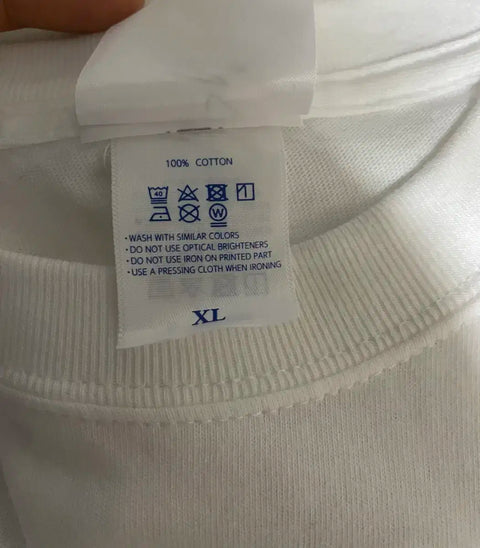 100% COTTON
40
W
• WASH WITH SIMILAR COLORS
• DO NOT USE OPTICAL BRIGHTENERS
• DO NOT USE IRON ON PRINTED PART
• USE A PRESSING CLOTH WHEN IRONING
XL